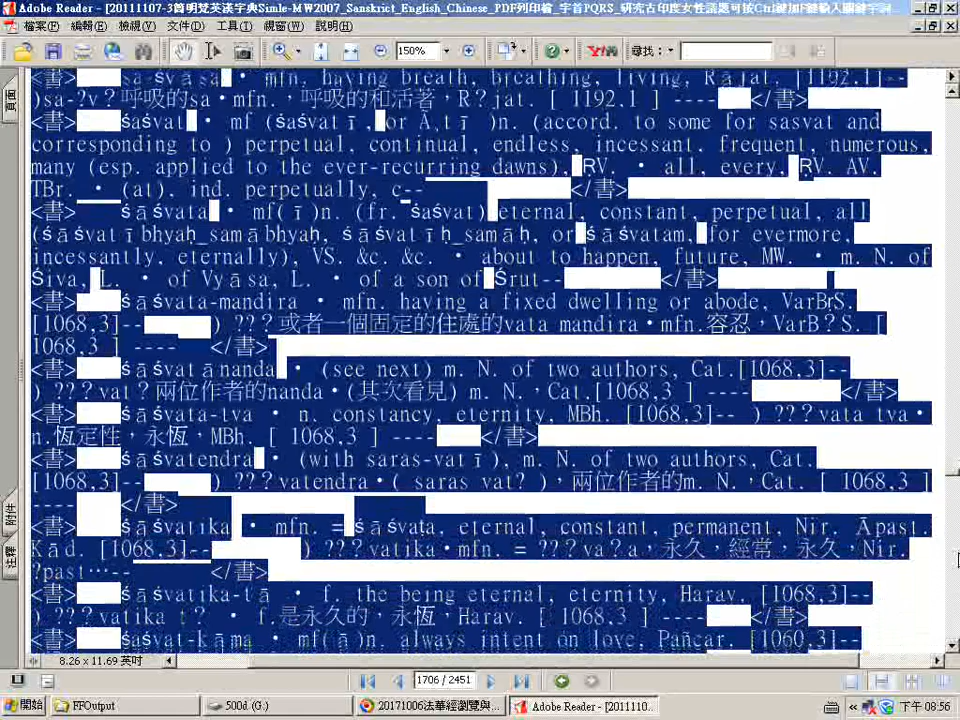 Adobe Reader - [20111107-3簡明梵英漢字典Simle-MW2007_Sanskrit_English_Chinese_PDF列印檔_字首PQRS_研究古印度女性議題可按Ctrl鍵加F鍵輸入關鍵字詞
檔案(F) 編輯(E) 檢視(V) 文件(D) 工具(T) 視窗(W) 說明(H)
150% 尋找：
<書> sa-śvāsa · mfn. having breath, breathing, living, Rājat. [1192,1]--
)sa-?v？呼吸的sa·mfn.，呼吸的和活著，R？jat. [ 1192,1 ] ---- </書>
<書> śaśvat · mf (śaśvatī, or Ā,tī )n. (accord. to some for sasvat and
corresponding to ) perpetual, continual, endless, incessant, frequent, numerous,
many (esp. applied to the ever-recurring dawns), RV. · all, every, RV. AV.
TBr. · (at), ind. perpetually, c-- </書>
<書> śāśvata · mf(ī)n. (fr. śaśvat) eternal, constant, perpetual, all
(śāśvatībhyaḥ_samābhyaḥ, śāśvatīḥ_samāḥ, or śāśvatam, for evermore,
incessantly, eternally), VS. &c. &c. · about to happen, future, MW. · m. N. of
Śiva, L. · of Vyāsa, L. · of a son of Śrut-- </書>
<書> śāśvata-mandira · mfn. having a fixed dwelling or abode, VarBrS.
[1068,3]-- ) ???或者一個固定的住處的vata mandira·mfn.容忍，VarB？S. [
1068,3 ] ---- </書>
<書> śāśvatānanda · (see next) m. N. of two authors, Cat.[1068,3]--
) ??？vat？兩位作者的nanda·(其次看見) m. N.，Cat.[1068,3 ] ---- </書>
<書> śāśvata-tva · n. constancy, eternity, MBh. [1068,3]-- ) ??？vata tva·
n.恆定性，永恆，MBh. [ 1068,3 ] ---- </書>
<書> śāśvatendra · (with saras-vatī), m. N. of two authors, Cat.
[1068,3]-- ) ??？vatendra·( saras vat? )，兩位作者的m. N.，Cat. [ 1068,3 ]
---- </書>
<書> śāśvatika · mfn. = śāśvata, eternal, constant, permanent, Nir. Āpast.
Kād. [1068,3]-- ) ??？vatika·mfn. = ??？va？a，永久，經常，永久，Nir.
?past…-- </書>
<書> śāśvatika-tā · f. the being eternal, eternity, Harav. [1068,3]--
) ??？vatika t？ · f.是永久的，永恆，Harav. [ 1068,3 ] ---- </書>
<書> śaśvat-kāma · mf(ā)n. always intent on love, Pañcar. [1060,3]--
頁面
附件
注釋
8.26 x 11.69 英吋
1706 / 2451
開始 FFOutput 500d (G:) 20171006法華經瀏覽與... Adobe Reader - [2011110... 下午 08:56